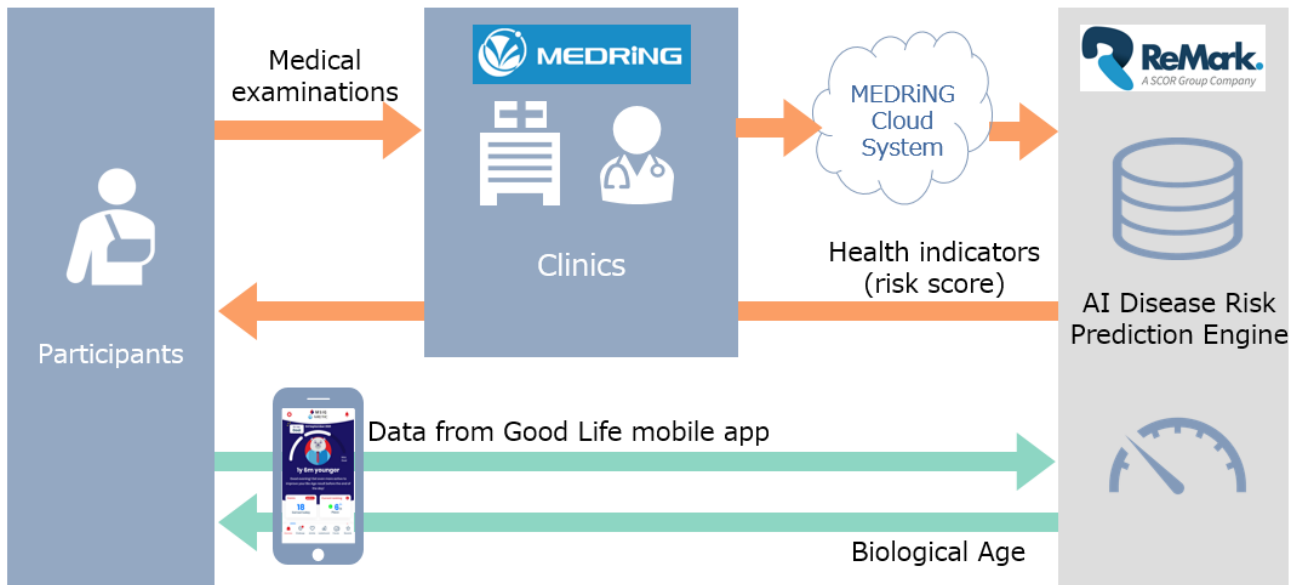 Medical
examinations
MEDRiNG
MEDRiNG
Cloud
System
ReMark.
A SCOR Group Company
Clinics
Health indicators
(risk score)
AI Disease Risk
Prediction Engine
Participants
Data from Good Life mobile app
1y 6m younger
18
Biological Age